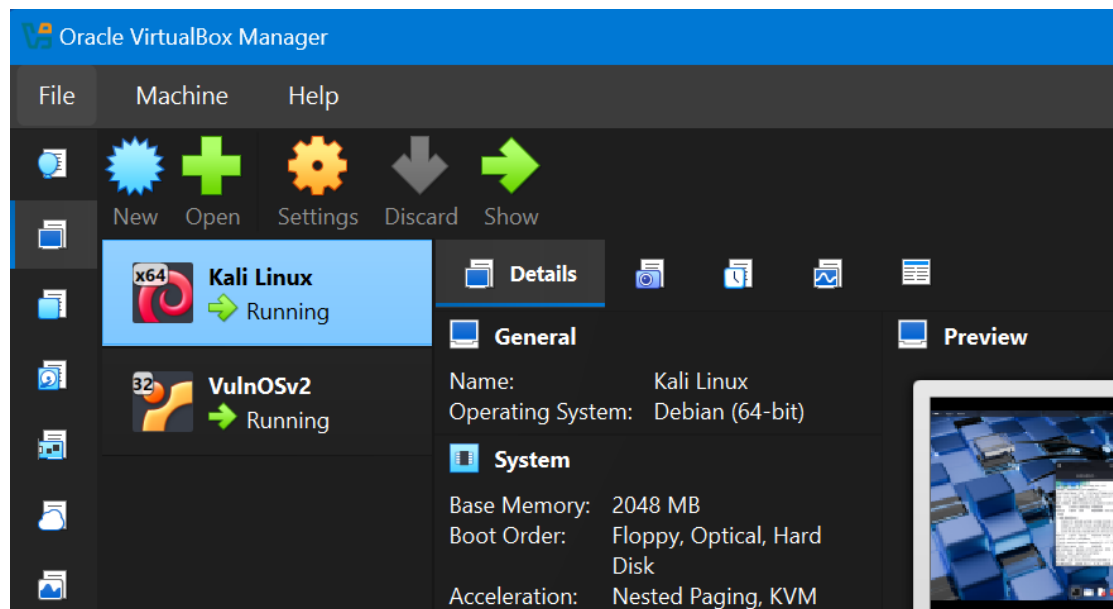 Oracle VirtualBox Manager
File Machine Help
New Open Settings Discard Show
x64 Kali Linux
Running
32 VulnOSv2
Running
Details
General
Name: Kali Linux
Operating System: Debian (64-bit)
System
Base Memory: 2048 MB
Boot Order: Floppy, Optical, Hard
Disk
Acceleration: Nested Paging, KVM
Preview